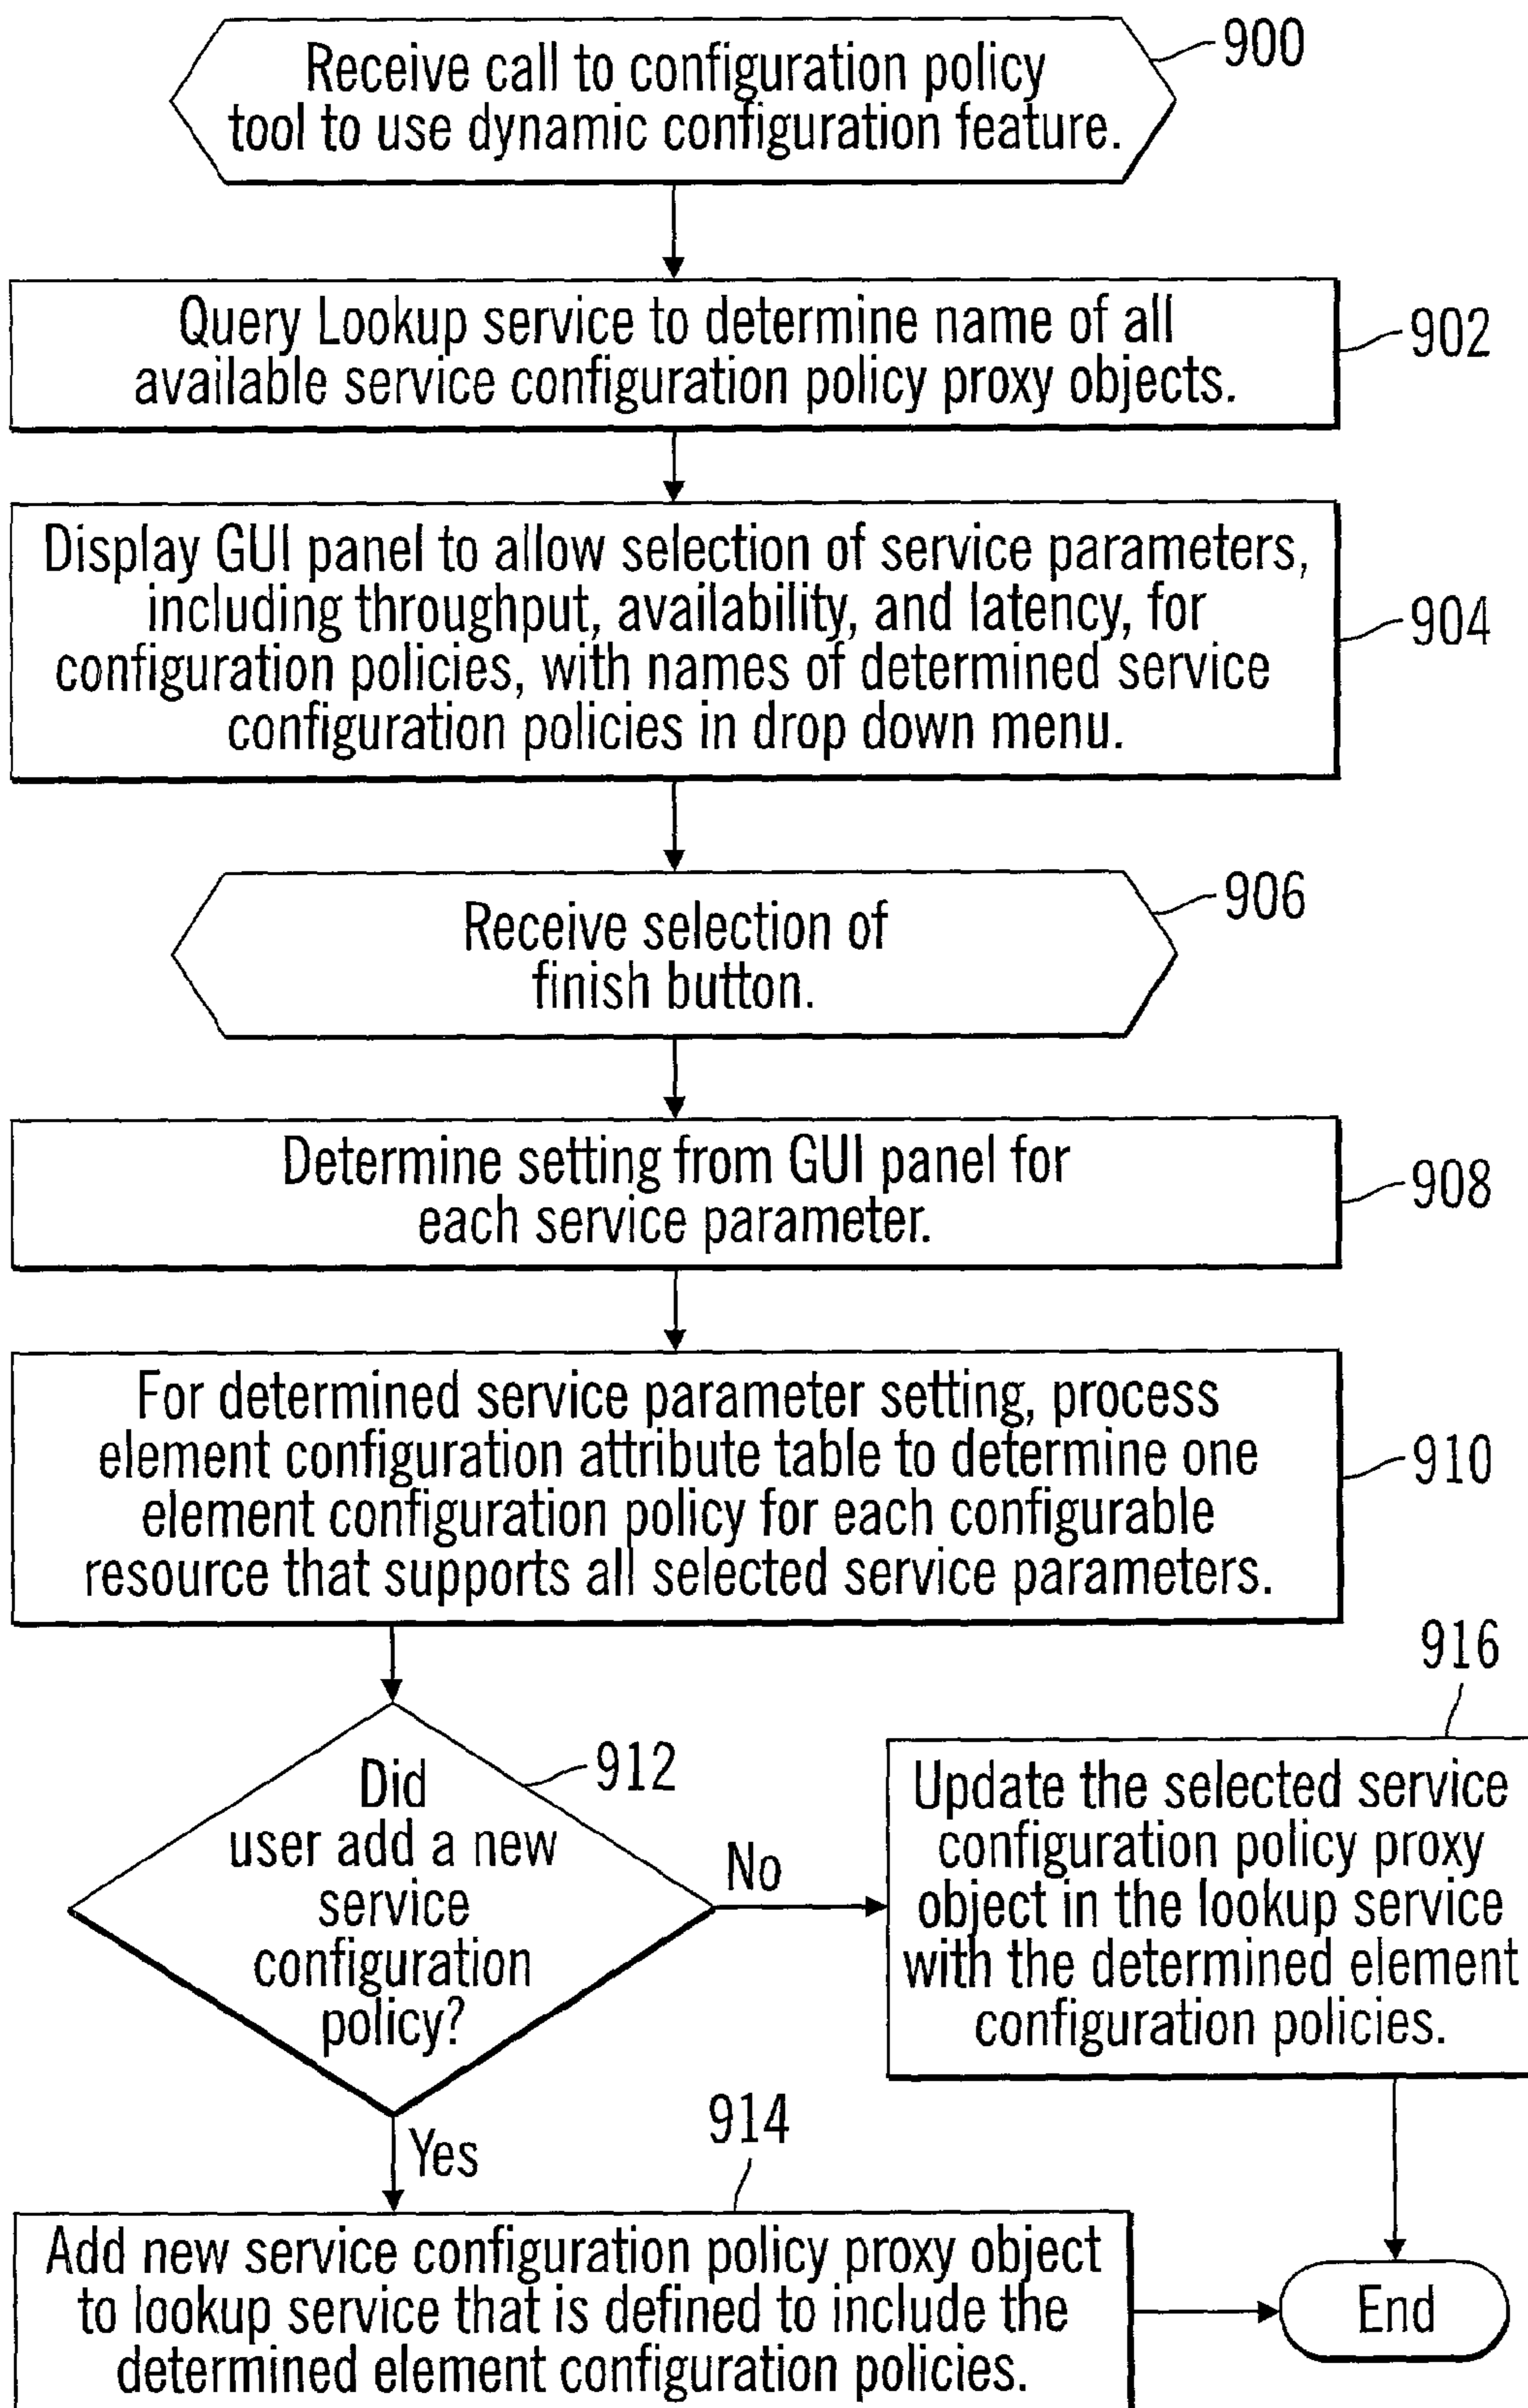 Receive call to configuration policy
tool to use dynamic configuration feature.
900
Query Lookup service to determine name of all
available service configuration policy proxy objects.
902
Display GUI panel to allow selection of service parameters,
including throughput, availability, and latency, for
configuration policies, with names of determined service
configuration policies in drop down menu.
904
Receive selection of
finish button.
906
Determine setting from GUI panel for
each service parameter.
908
For determined service parameter setting, process
element configuration attribute table to determine one
element configuration policy for each configurable
resource that supports all selected service parameters.
910
Did
user add a new
service
configuration
policy?
912
No
916
Update the selected service
configuration policy proxy
object in the lookup service
with the determined element
configuration policies.
Yes
914
Add new service configuration policy proxy object
to lookup service that is defined to include the
determined element configuration policies.
End